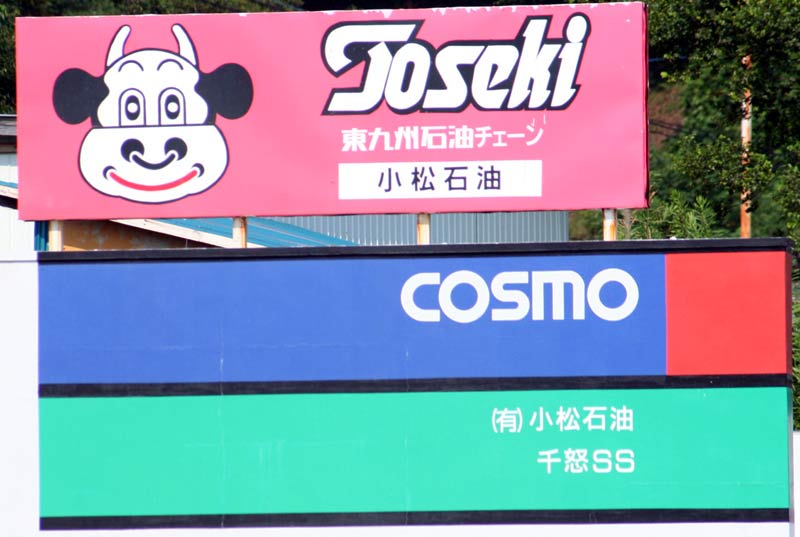 Toseki
東九州石油チェーン
小松石油
COSMO
(有)小松石油
千怒SS